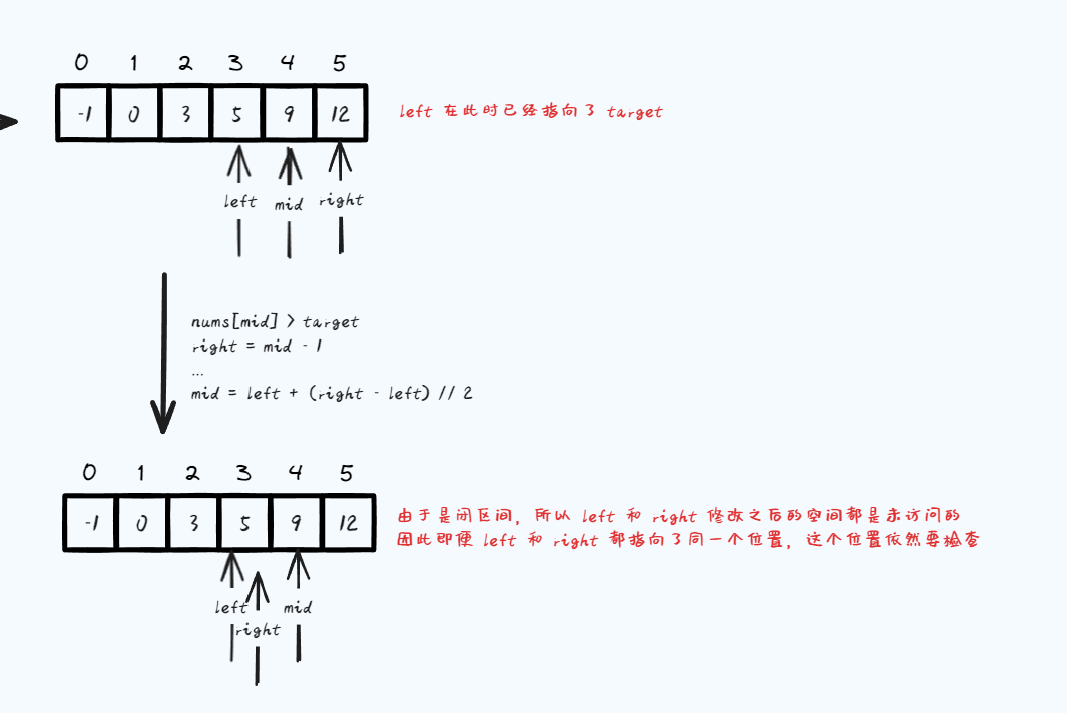 0 1 2 3 4 5
-1 0 3 5 9 12
left 在此时已经指向了 target
left mid right
nums[mid] > target
right = mid - 1
...
mid = left + (right - left) // 2
0 1 2 3 4 5
-1 0 3 5 9 12
由于是闭区间，所以 left 和 right 修改之后的空间都是未访问的
因此即便 left 和 right 都指向了同一个位置，这个位置依然要检查
left mid
right